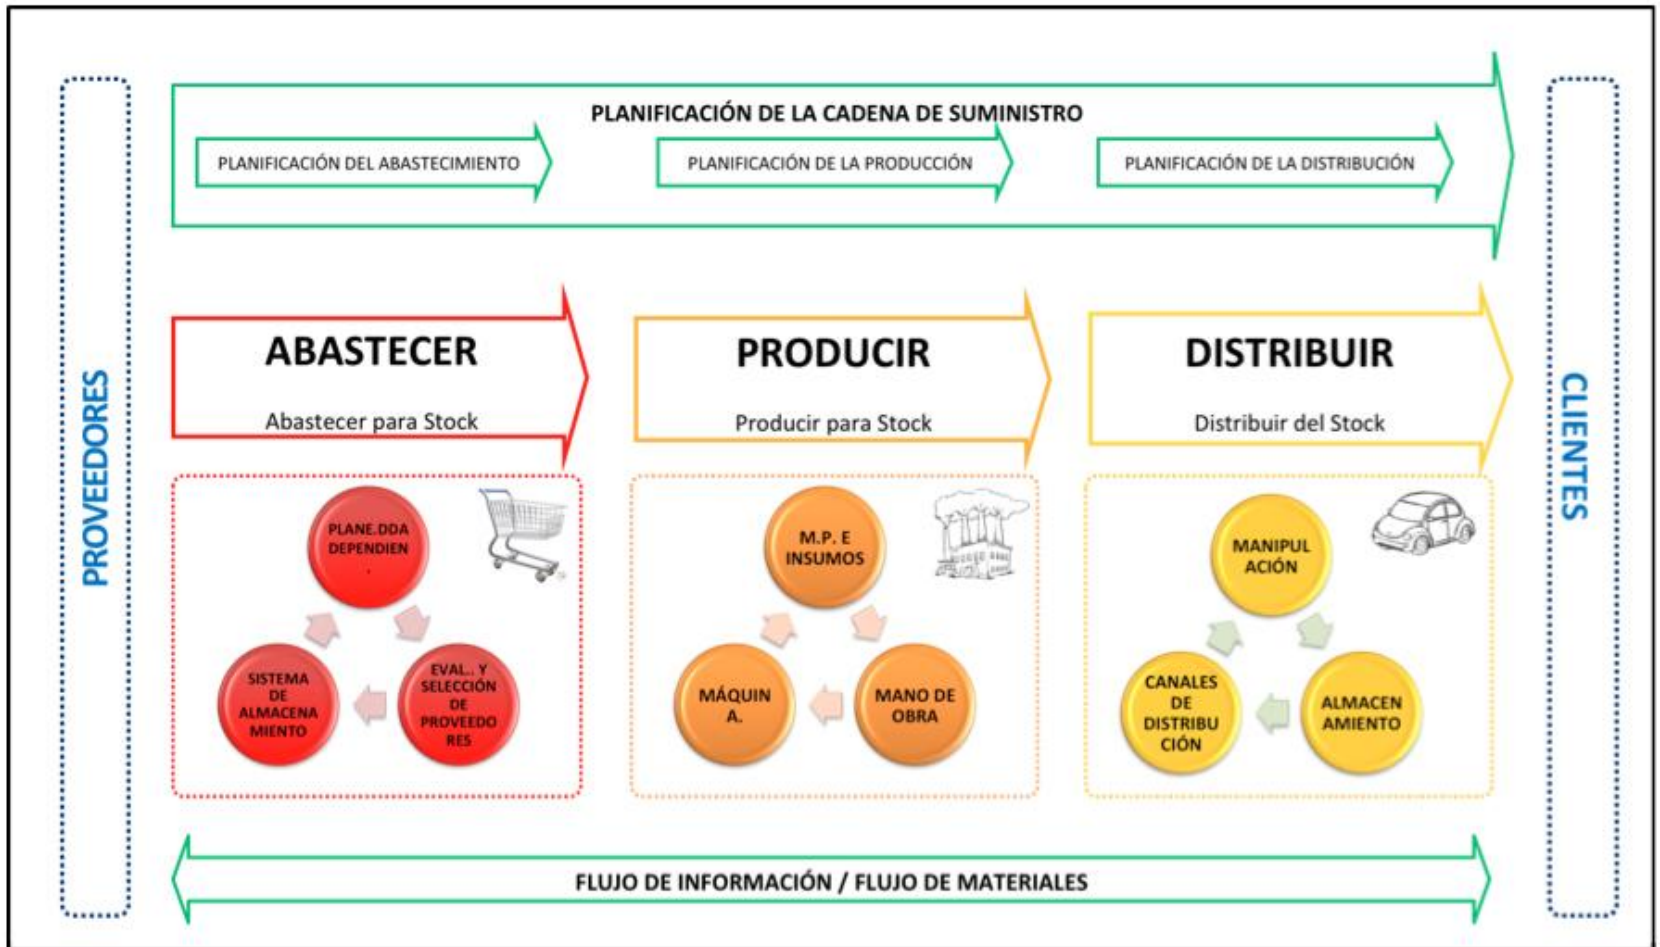 PLANIFICACIÓN DE LA CADENA DE SUMINISTRO
PLANIFICACIÓN DEL ABASTECIMIENTO
PLANIFICACIÓN DE LA PRODUCCIÓN
PLANIFICACIÓN DE LA DISTRIBUCIÓN
PROVEEDORES
ABASTECER
Abastecer para Stock
PRODUCIR
Producir para Stock
DISTRIBUIR
Distribuir del Stock
CLIENTES
PLANE.DDA
DEPENDIEN
.
EVAL.. Y
SELECCIÓN
DE
PROVEEDO
RES
SISTEMA
DE
ALMACENA
MIENTO
M.P. E
INSUMOS
MANO DE
OBRA
MÁQUIN
A.
MANIPUL
ACIÓN
ALMACEN
AMIENTO
CANALES
DE
DISTRIBU
CIÓN
FLUJO DE INFORMACIÓN / FLUJO DE MATERIALES